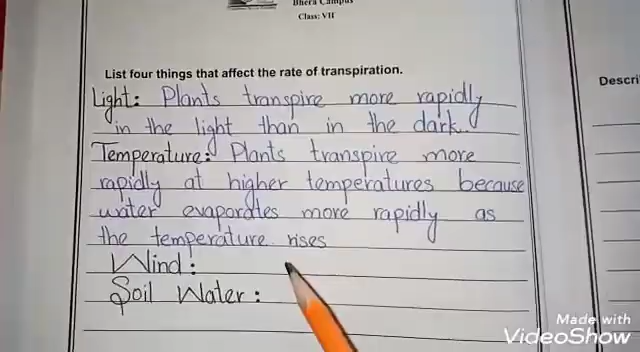 Bhera Campus
Class: VII
List four things that affect the rate of transpiration.
Light: Plants transpire more rapidly
in the light than in the dark.
Temperature: Plants transpire more
rapidly at higher temperatures because
water evaporates more rapidly as
the temperature rises
Wind:
Soil Water:
Descri
Made with
VideoShow